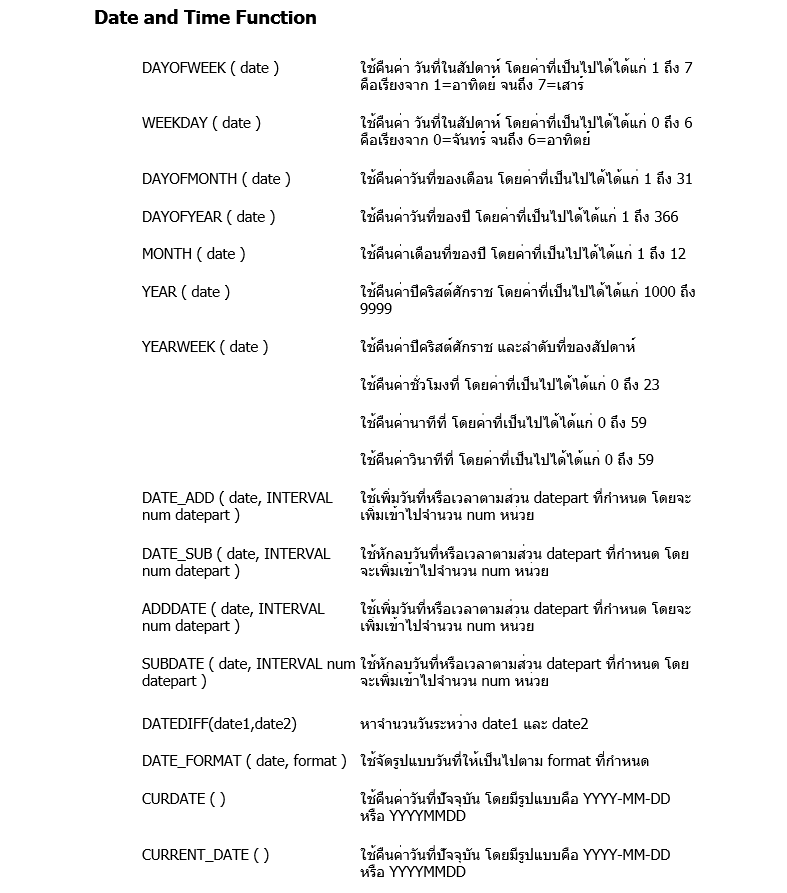 Date and Time Function
DAYOFWEEK ( date ) ใช้คืนค่า วันที่ในสัปดาห์ โดยค่าที่เป็นไปได้ได้แก่ 1 ถึง 7
คือเรียงจาก 1=อาทิตย์ จนถึง 7=เสาร์
WEEKDAY ( date ) ใช้คืนค่า วันที่ในสัปดาห์ โดยค่าที่เป็นไปได้ได้แก่ 0 ถึง 6
คือเรียงจาก 0=จันทร์ จนถึง 6=อาทิตย์
DAYOFMONTH ( date ) ใช้คืนค่าวันที่ของเดือน โดยค่าที่เป็นไปได้ได้แก่ 1 ถึง 31
DAYOFYEAR ( date ) ใช้คืนค่าวันที่ของปี โดยค่าที่เป็นไปได้ได้แก่ 1 ถึง 366
MONTH ( date ) ใช้คืนค่าเดือนที่ของปี โดยค่าที่เป็นไปได้ได้แก่ 1 ถึง 12
YEAR ( date ) ใช้คืนค่าปีคริสต์ศักราช โดยค่าที่เป็นไปได้ได้แก่ 1000 ถึง
9999
YEARWEEK ( date ) ใช้คืนค่าปีคริสต์ศักราช และลำดับที่ของสัปดาห์
ใช้คืนค่าชั่วโมงที่ โดยค่าที่เป็นไปได้ได้แก่ 0 ถึง 23
ใช้คืนค่านาทีที่ โดยค่าที่เป็นไปได้ได้แก่ 0 ถึง 59
ใช้คืนค่าวินาทีที่ โดยค่าที่เป็นไปได้ได้แก่ 0 ถึง 59
DATE_ADD ( date, INTERVAL ใช้เพิ่มวันที่หรือเวลาตามส่วน datepart ที่กำหนด โดยจะ
num datepart ) เพิ่มเข้าไปจำนวน num หน่วย
DATE_SUB ( date, INTERVAL ใช้หักลบวันที่หรือเวลาตามส่วน datepart ที่กำหนด โดย
num datepart ) จะเพิ่มเข้าไปจำนวน num หน่วย
ADDDATE ( date, INTERVAL ใช้เพิ่มวันที่หรือเวลาตามส่วน datepart ที่กำหนด โดยจะ
num datepart ) เพิ่มเข้าไปจำนวน num หน่วย
SUBDATE ( date, INTERVAL num ใช้หักลบวันที่หรือเวลาตามส่วน datepart ที่กำหนด โดย
datepart ) จะเพิ่มเข้าไปจำนวน num หน่วย
DATEDIFF(date1,date2) หาจำนวนวันระหว่าง date1 และ date2
DATE_FORMAT ( date, format ) ใช้จัดรูปแบบวันที่ให้เป็นไปตาม format ที่กำหนด
CURDATE ( ) ใช้คืนค่าวันที่ปัจจุบัน โดยมีรูปแบบคือ YYYY-MM-DD
หรือ YYYYMMDD
CURRENT_DATE ( ) ใช้คืนค่าวันที่ปัจจุบัน โดยมีรูปแบบคือ YYYY-MM-DD
หรือ YYYYMMDD